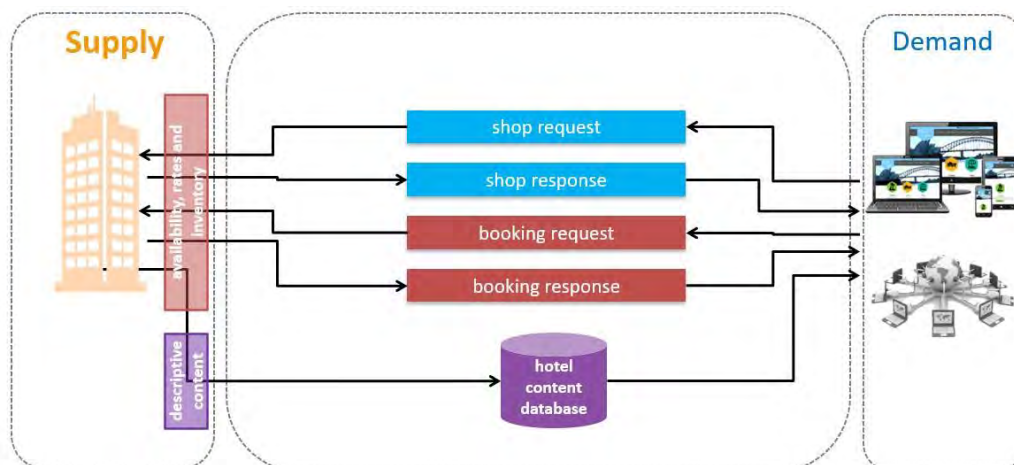 Supply
Demand
availability, rates and
inventory
shop request
shop response
booking request
booking response
descriptive
content
hotel
content
database